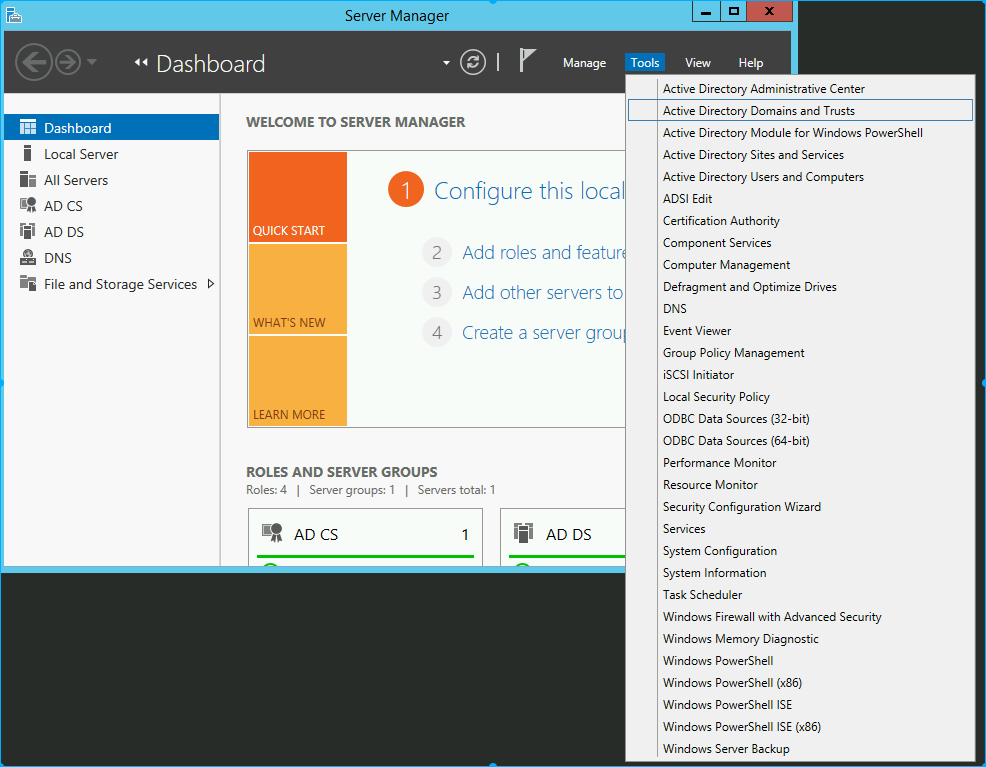 Server Manager
Dashboard
Manage
Tools
View
Help
Dashboard
Local Server
All Servers
AD CS
AD DS
DNS
File and Storage Services
WELCOME TO SERVER MANAGER
QUICK START
WHAT'S NEW
LEARN MORE
1 Configure this local
2 Add roles and feature
3 Add other servers to
4 Create a server group
ROLES AND SERVER GROUPS
Roles: 4 | Server groups: 1 | Servers total: 1
AD CS 1
AD DS
Active Directory Administrative Center
Active Directory Domains and Trusts
Active Directory Module for Windows PowerShell
Active Directory Sites and Services
Active Directory Users and Computers
ADSI Edit
Certification Authority
Component Services
Computer Management
Defragment and Optimize Drives
DNS
Event Viewer
Group Policy Management
iSCSI Initiator
Local Security Policy
ODBC Data Sources (32-bit)
ODBC Data Sources (64-bit)
Performance Monitor
Resource Monitor
Security Configuration Wizard
Services
System Configuration
System Information
Task Scheduler
Windows Firewall with Advanced Security
Windows Memory Diagnostic
Windows PowerShell
Windows PowerShell (x86)
Windows PowerShell ISE
Windows PowerShell ISE (x86)
Windows Server Backup